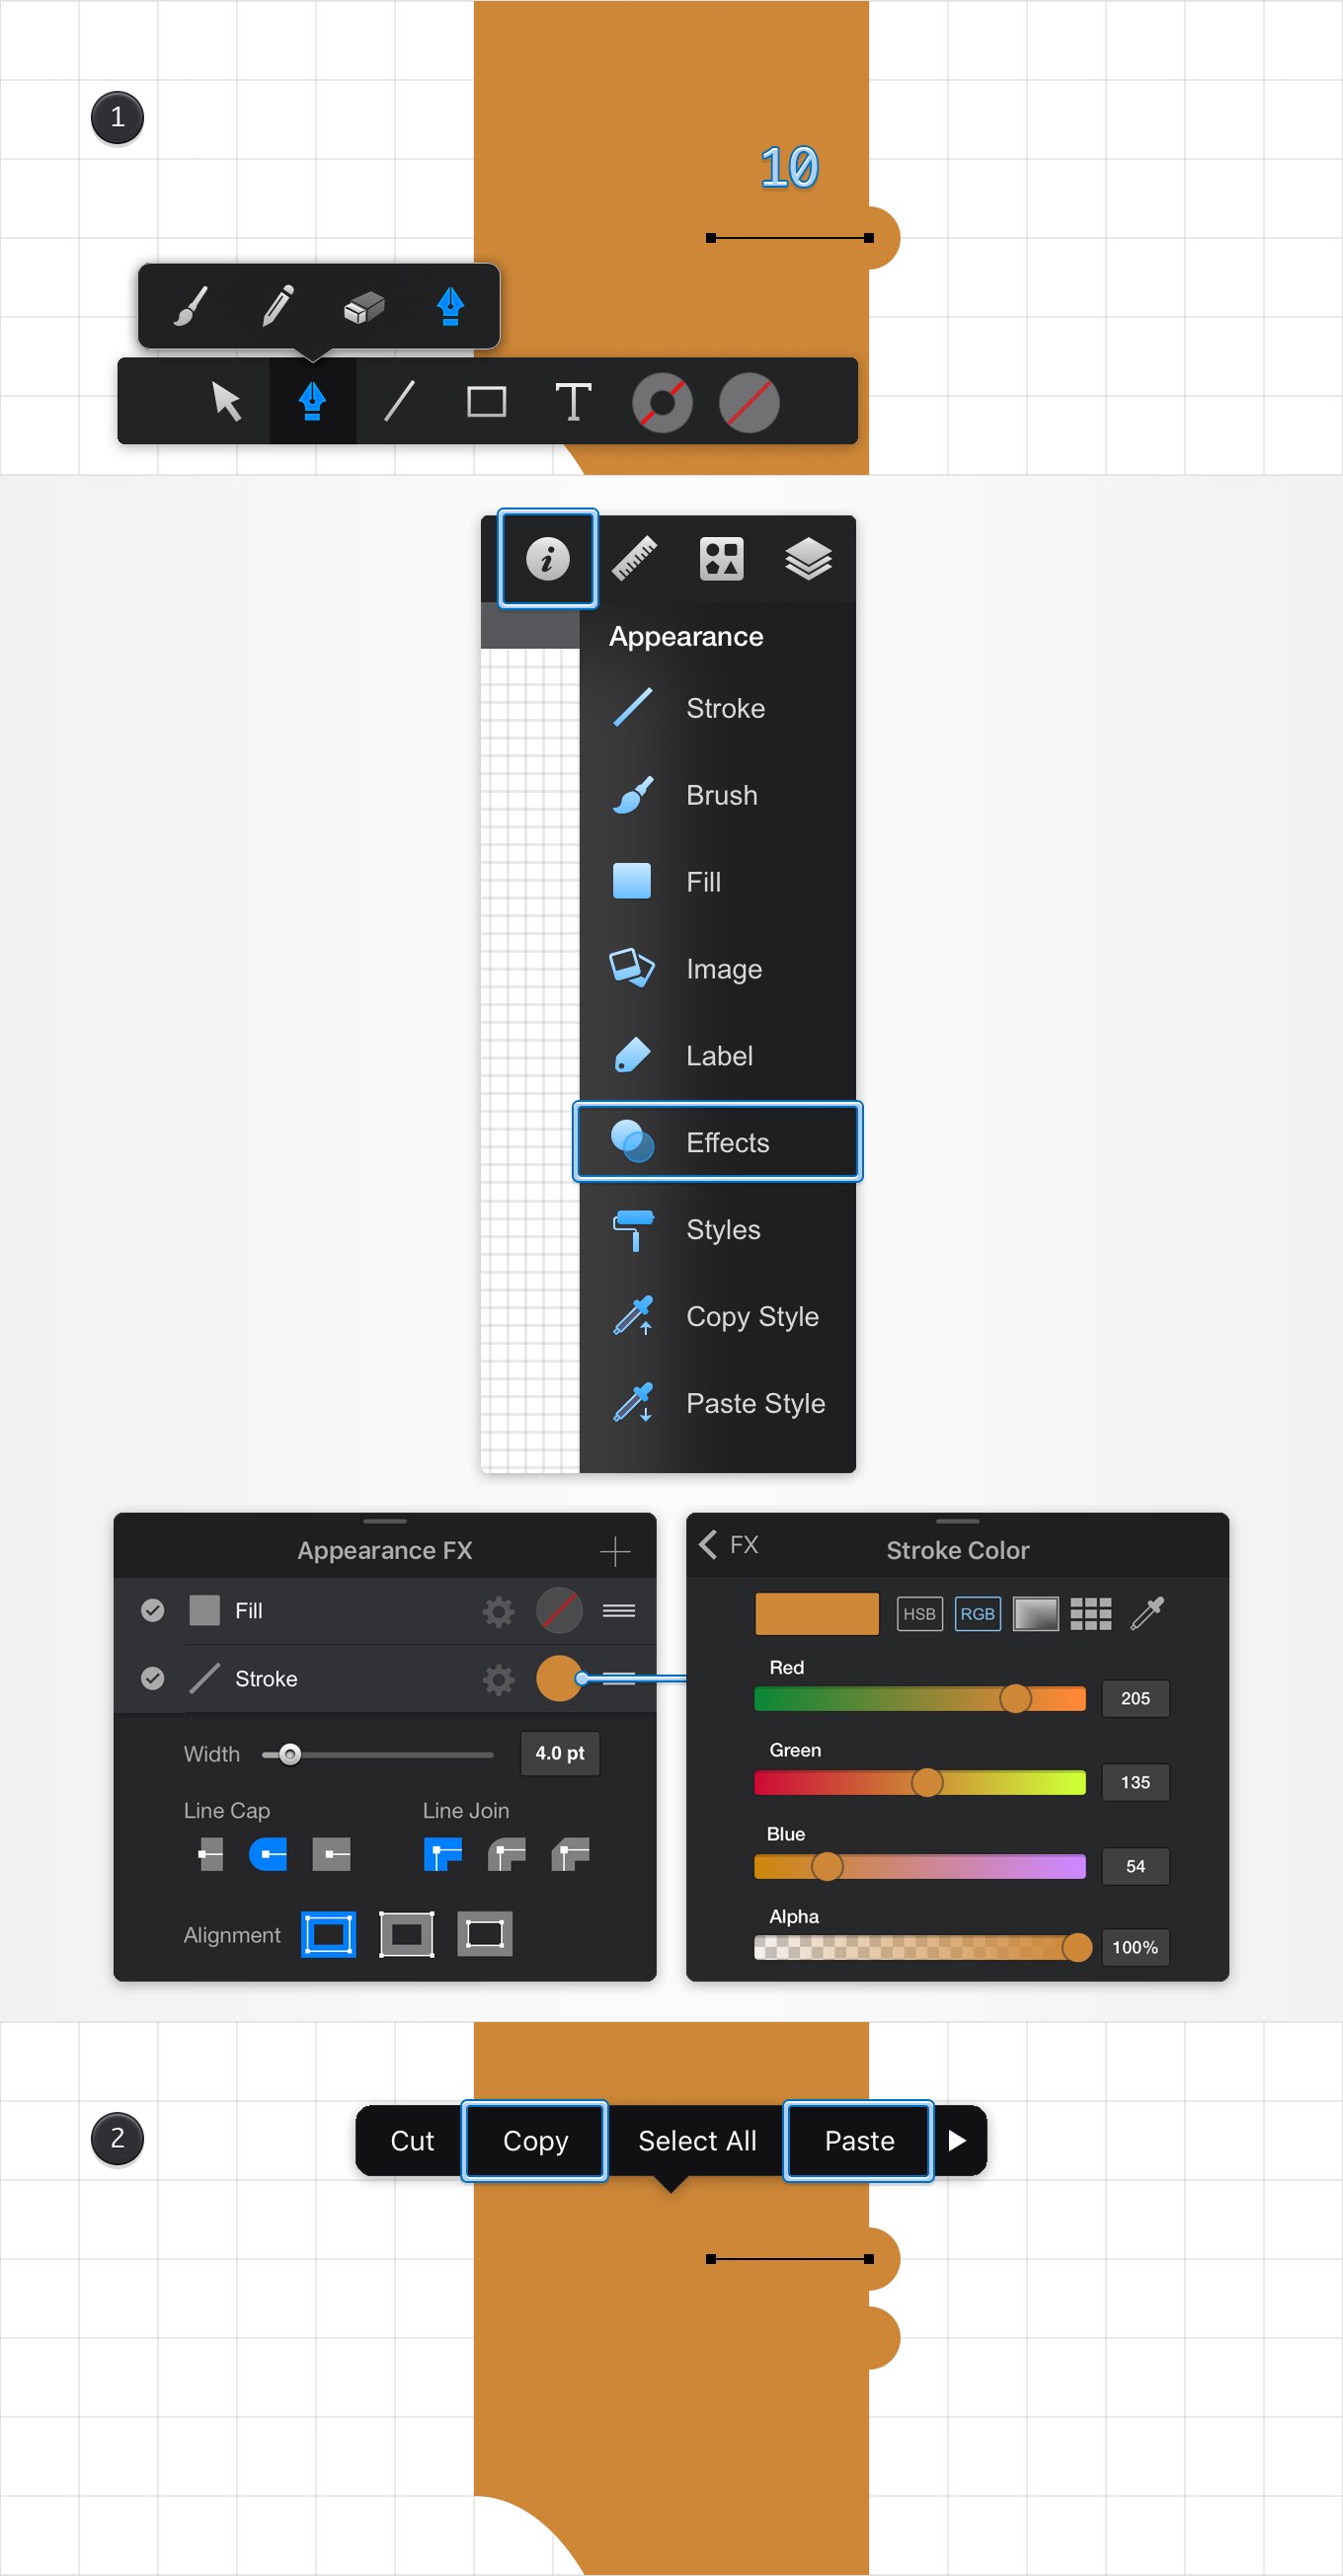 1
10
T
Appearance
Stroke
Brush
Fill
Image
Label
Effects
Styles
Copy Style
Paste Style
Appearance FX
Fill
Stroke
Width 4.0 pt
Line Cap Line Join
Alignment
FX Stroke Color
HSB RGB
Red
205
Green
135
Blue
54
Alpha
100%
2
Cut Copy Select All Paste